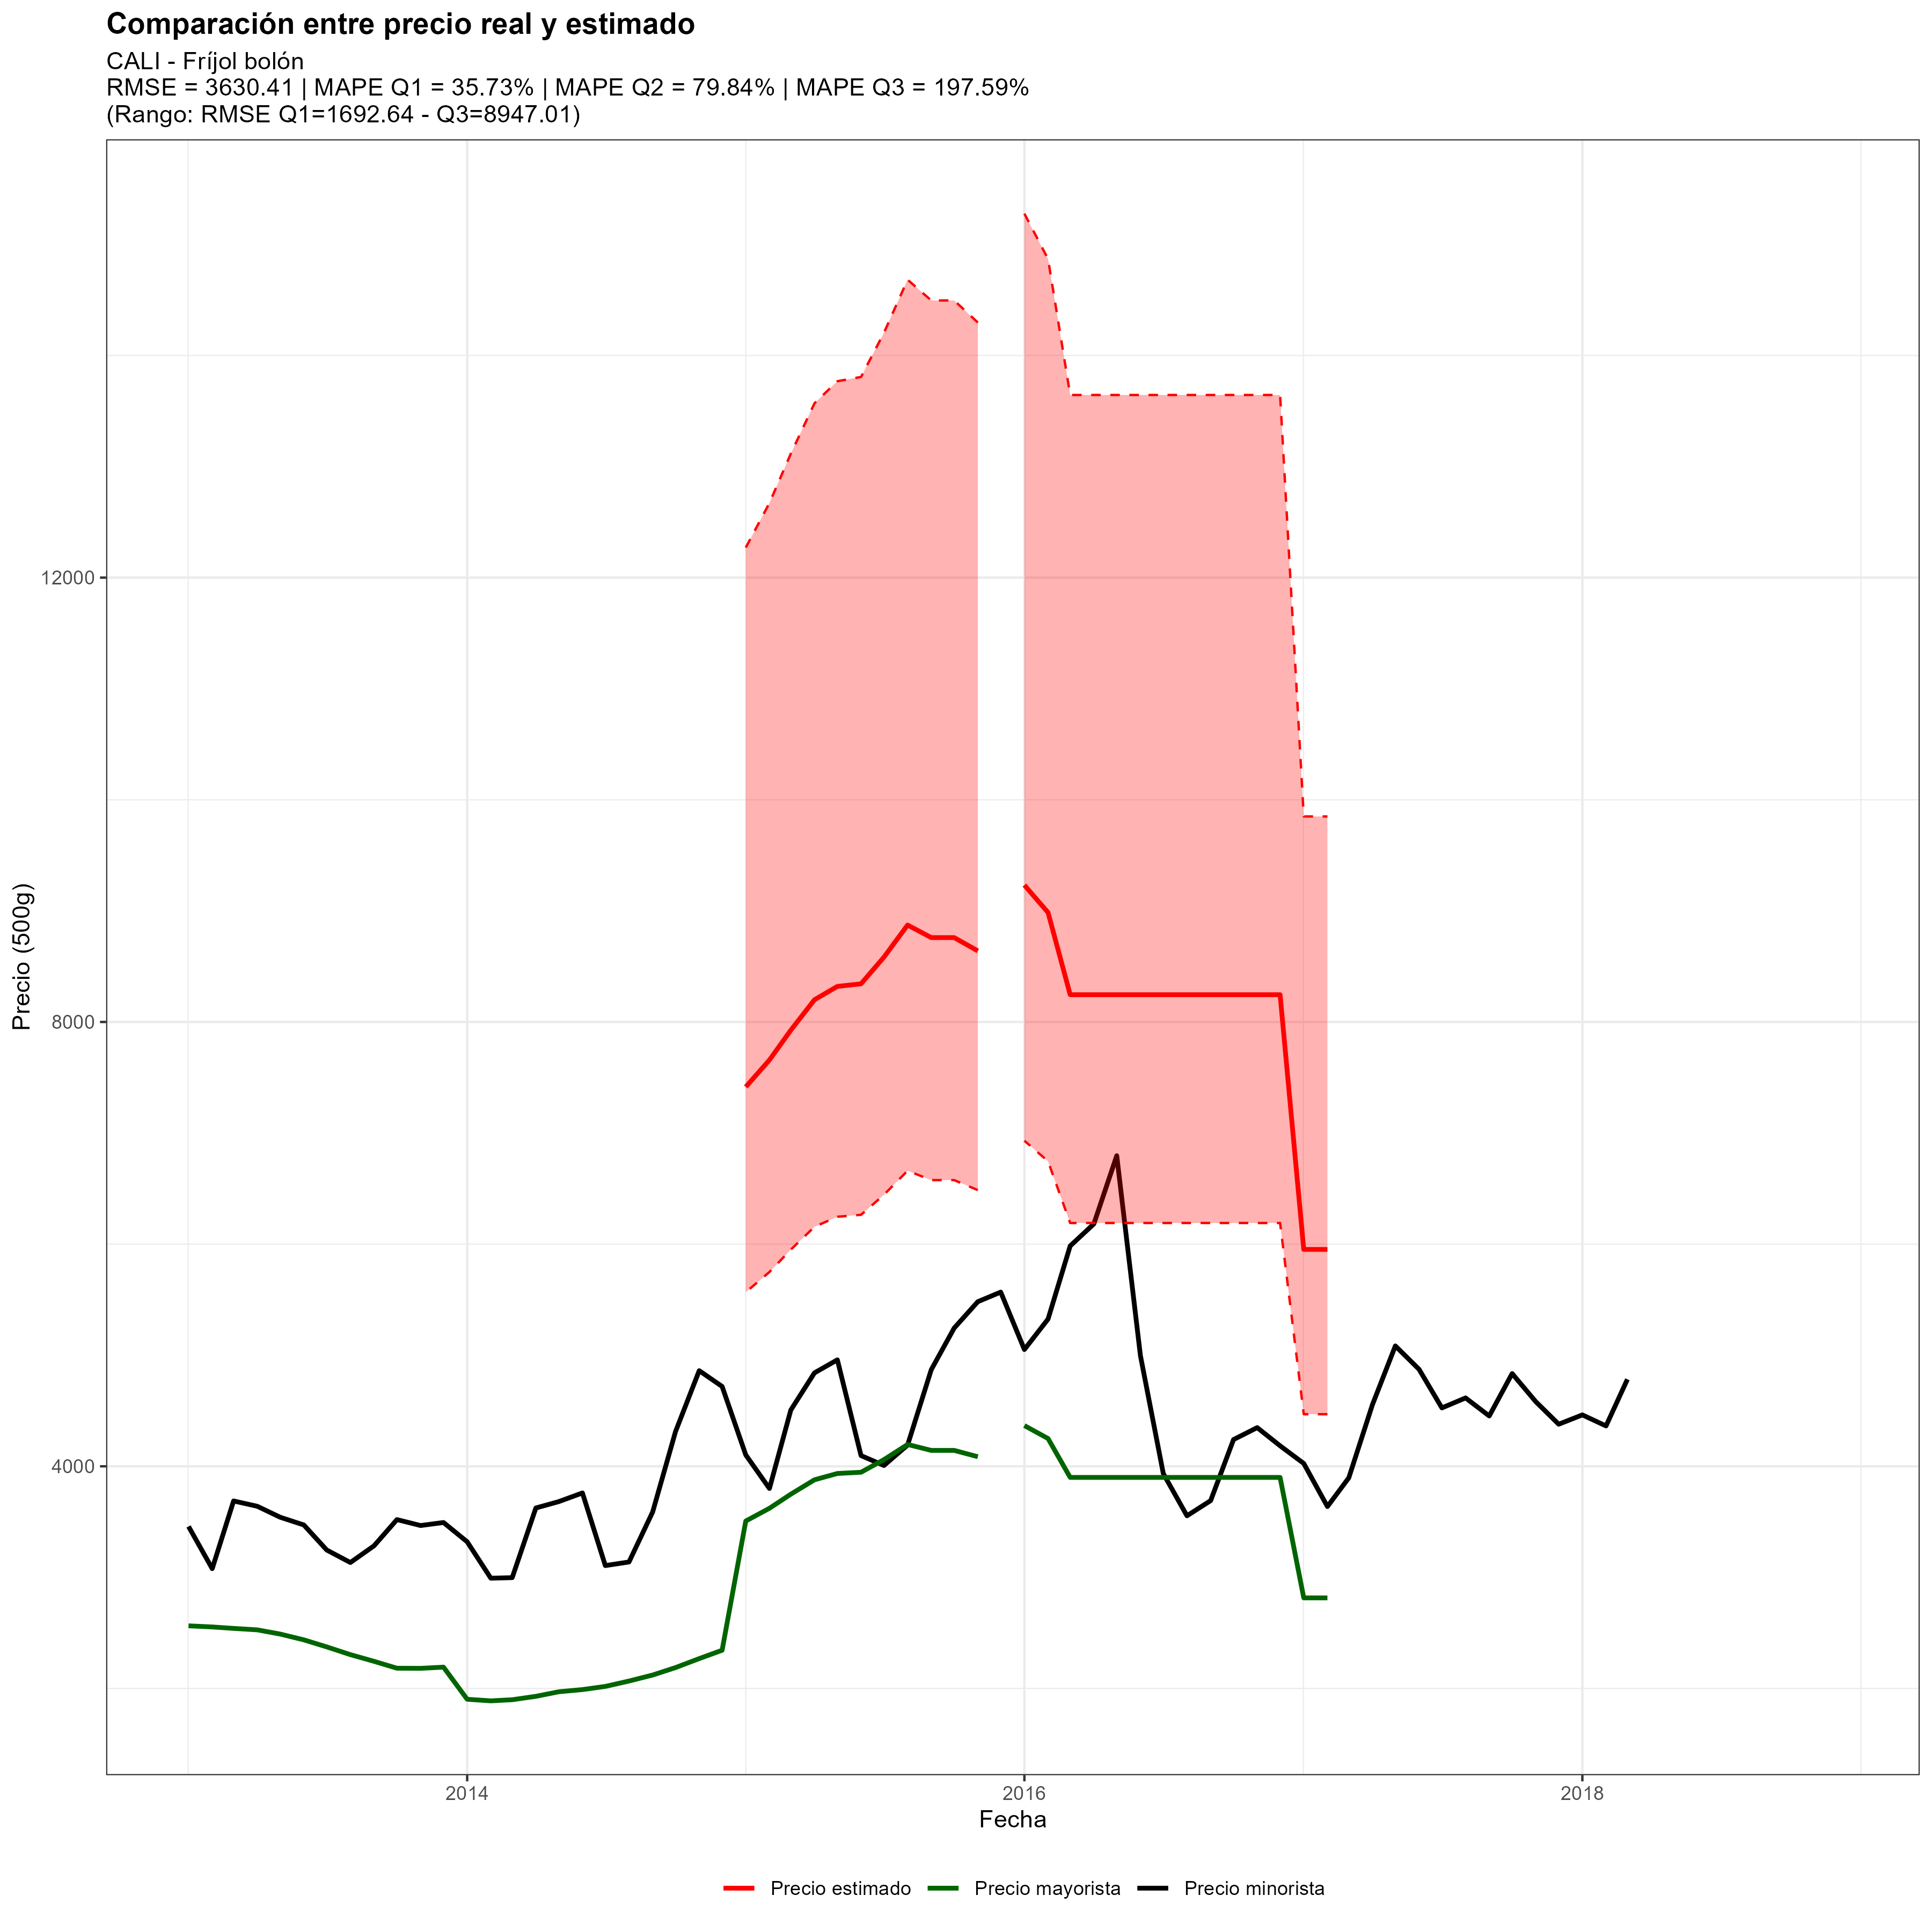 Comparación entre precio real y estimado
CALI - Fríjol bolón
RMSE = 3630.41 | MAPE Q1 = 35.73% | MAPE Q2 = 79.84% | MAPE Q3 = 197.59%
(Rango: RMSE Q1=1692.64 - Q3=8947.01)
Precio (500g)
12000
8000
4000
2014
2016
2018
Fecha
Precio estimado
Precio mayorista
Precio minorista